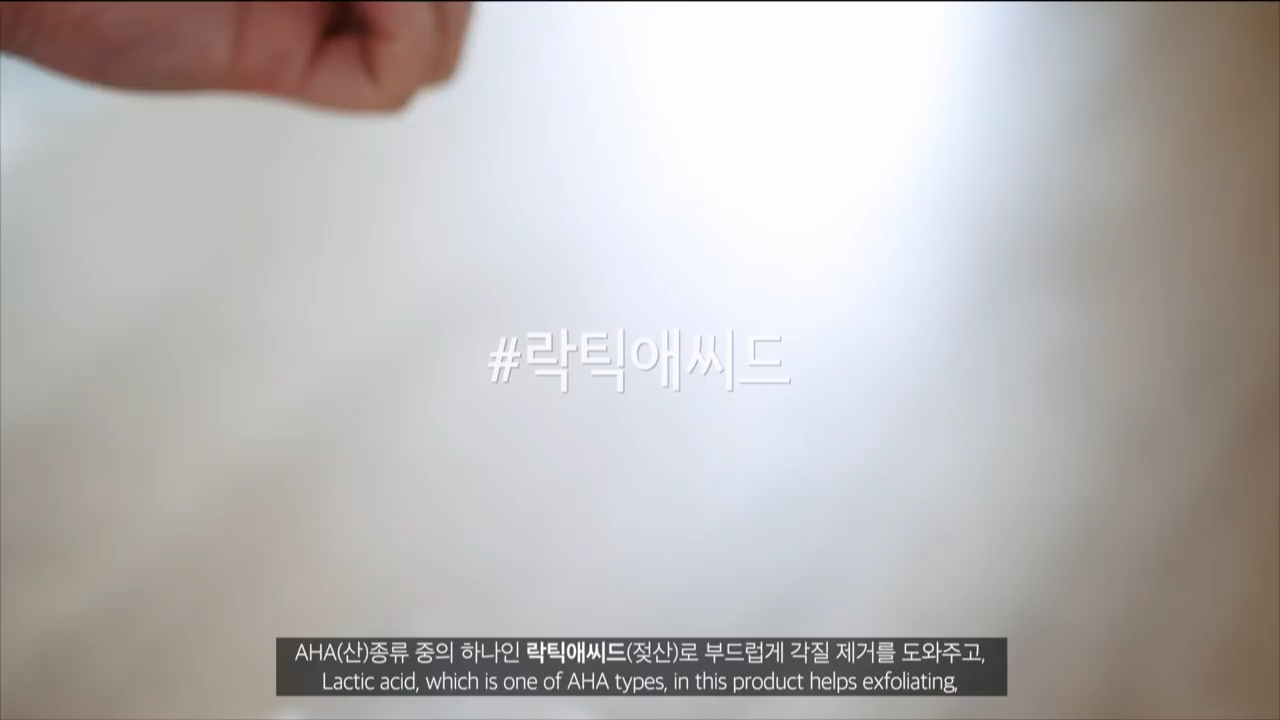 #락틱애씨드
AHA(산)종류 중의 하나인 락틱애씨드(젖산)로 부드럽게 각질 제거를 도와주고,
Lactic acid, which is one of AHA types, in this product helps exfoliating,